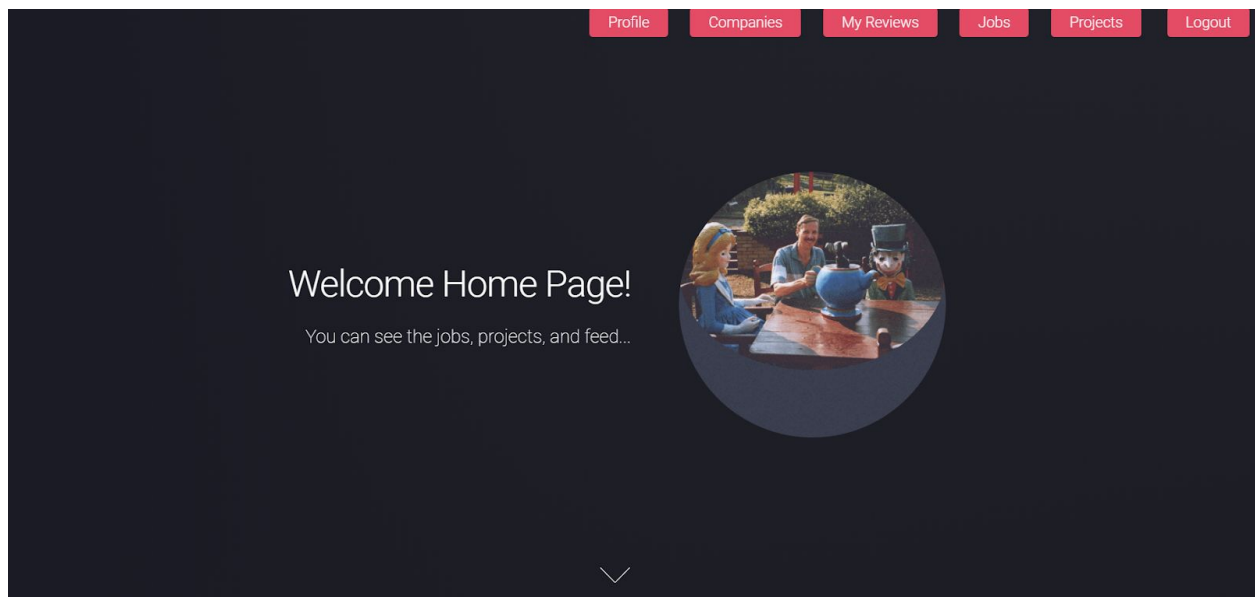 Profile Companies My Reviews Jobs Projects Logout
Welcome Home Page!
You can see the jobs, projects, and feed...